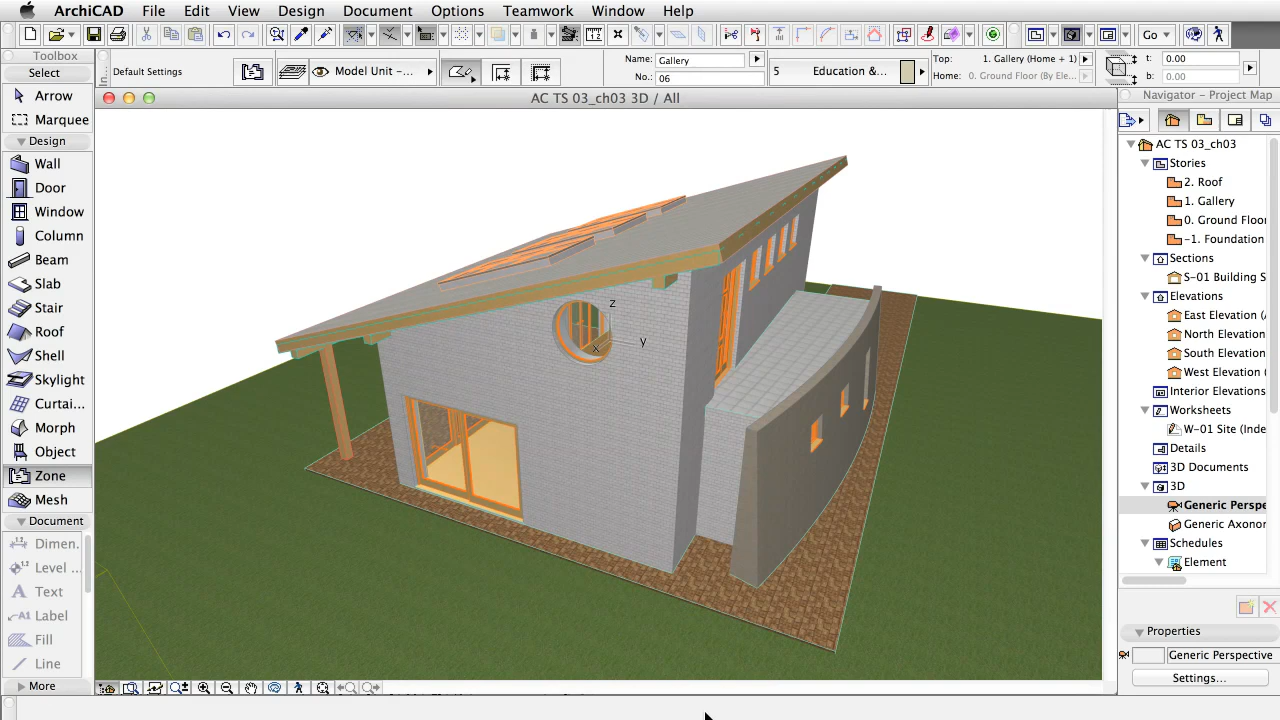 ArchiCAD File Edit View Design Document Options Teamwork Window Help
Go
Toolbox
Select
Arrow
Marquee
Design
Wall
Door
Window
Column
Beam
Slab
Stair
Roof
Shell
Skylight
Curtai...
Morph
Object
Zone
Mesh
Document
Dimen.
Level ...
Text
Label
Fill
Line
More
Default Settings
Model Unit -...
Name: Gallery
No.: 06
5 Education &...
Top: 1. Gallery (Home + 1)
Home: 0. Ground Floor (By Ele...
t: 0.00
b: 0.00
AC TS 03_ch03 3D / All
z
y
x
Navigator - Project Map
AC TS 03_ch03
Stories
2. Roof
1. Gallery
0. Ground Floo
-1. Foundation
Sections
S-01 Building S
Elevations
East Elevation (
North Elevation
South Elevation
West Elevation (
Interior Elevations
Worksheets
W-01 Site (Inde
Details
3D Documents
3D
Generic Perspe
Generic Axono
Schedules
Element
Properties
Generic Perspective
Settings...